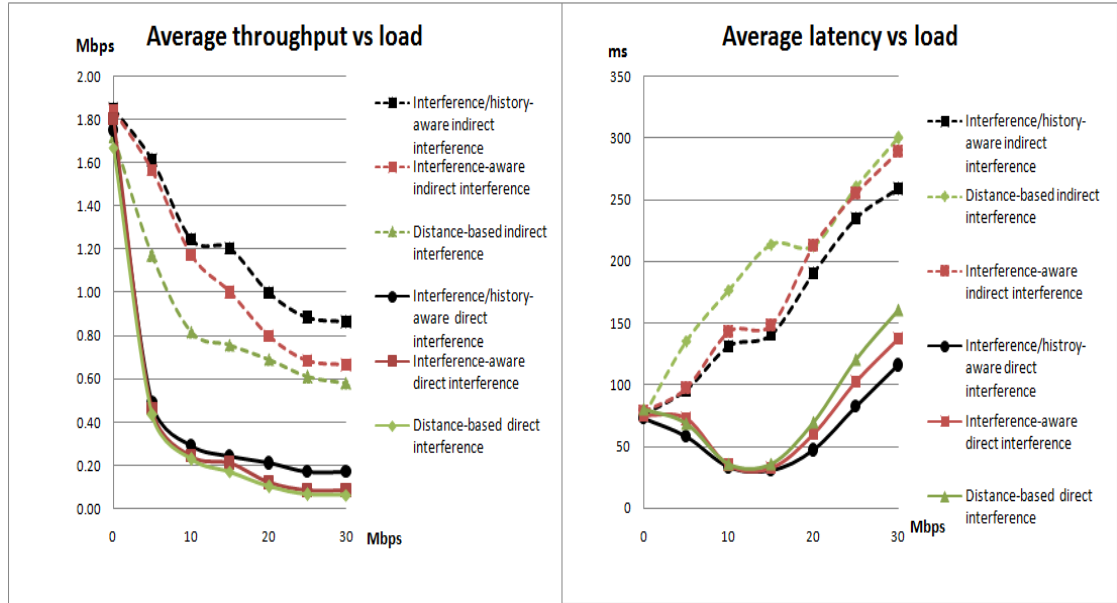 Average throughput vs load
Mbps
2.00
1.80
1.60
1.40
1.20
1.00
0.80
0.60
0.40
0.20
0.00
0
10
20
30
Mbps
Interference/history-
aware indirect
interference
Interference-aware
indirect interference
Distance-based indirect
interference
Interference/history-
aware direct
interference
Interference-aware
direct interference
Distance-based direct
interference
Average latency vs load
ms
350
300
250
200
150
100
50
0
0
10
20
30
Mbps
Interference/history-
aware indirect
interference
Distance-based indirect
interference
Interference-aware
indirect interference
Interference/histroy-
aware direct
interference
Interference-aware
direct interference
Distance-based direct
interference